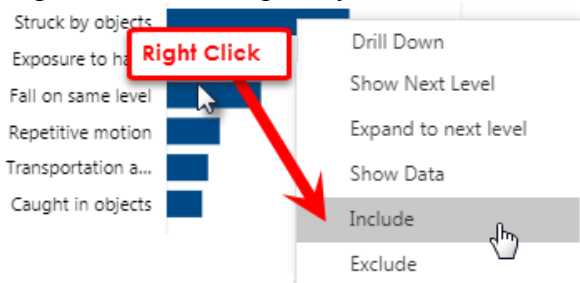 Struck by objects
Exposure to ha
Fall on same level
Repetitive motion
Transportation a...
Caught in objects
Right Click
Drill Down
Show Next Level
Expand to next level
Show Data
Include
Exclude